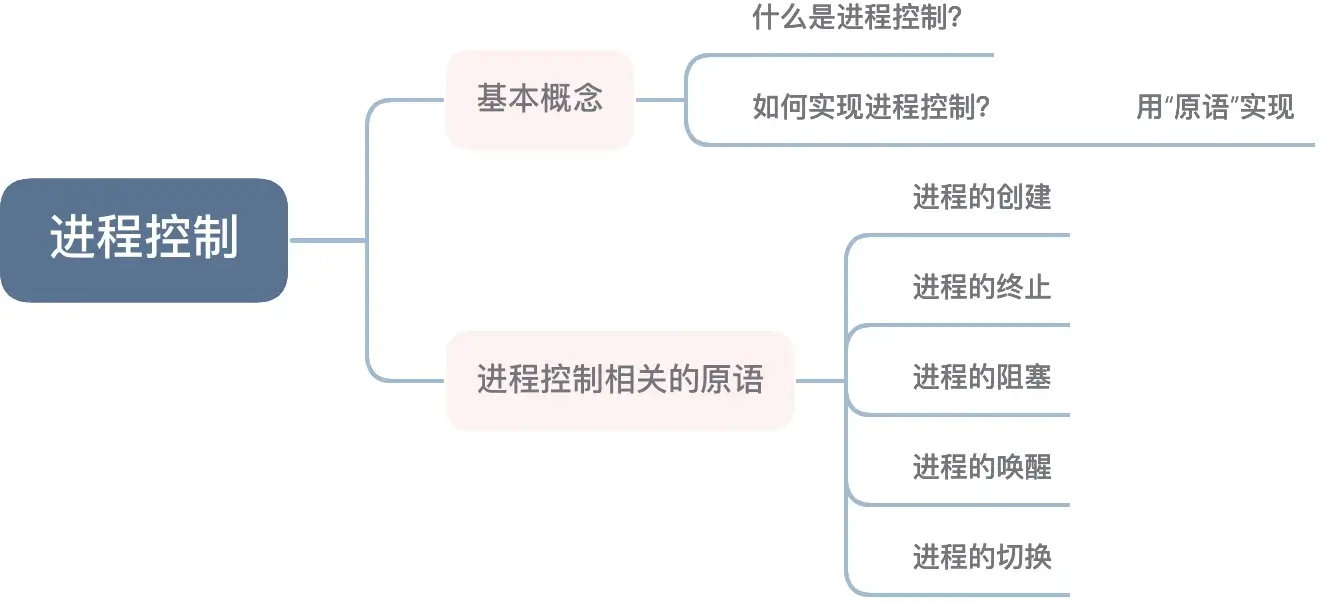 进程控制
基本概念
什么是进程控制?
如何实现进程控制?
用“原语”实现
进程控制相关的原语
进程的创建
进程的终止
进程的阻塞
进程的唤醒
进程的切换